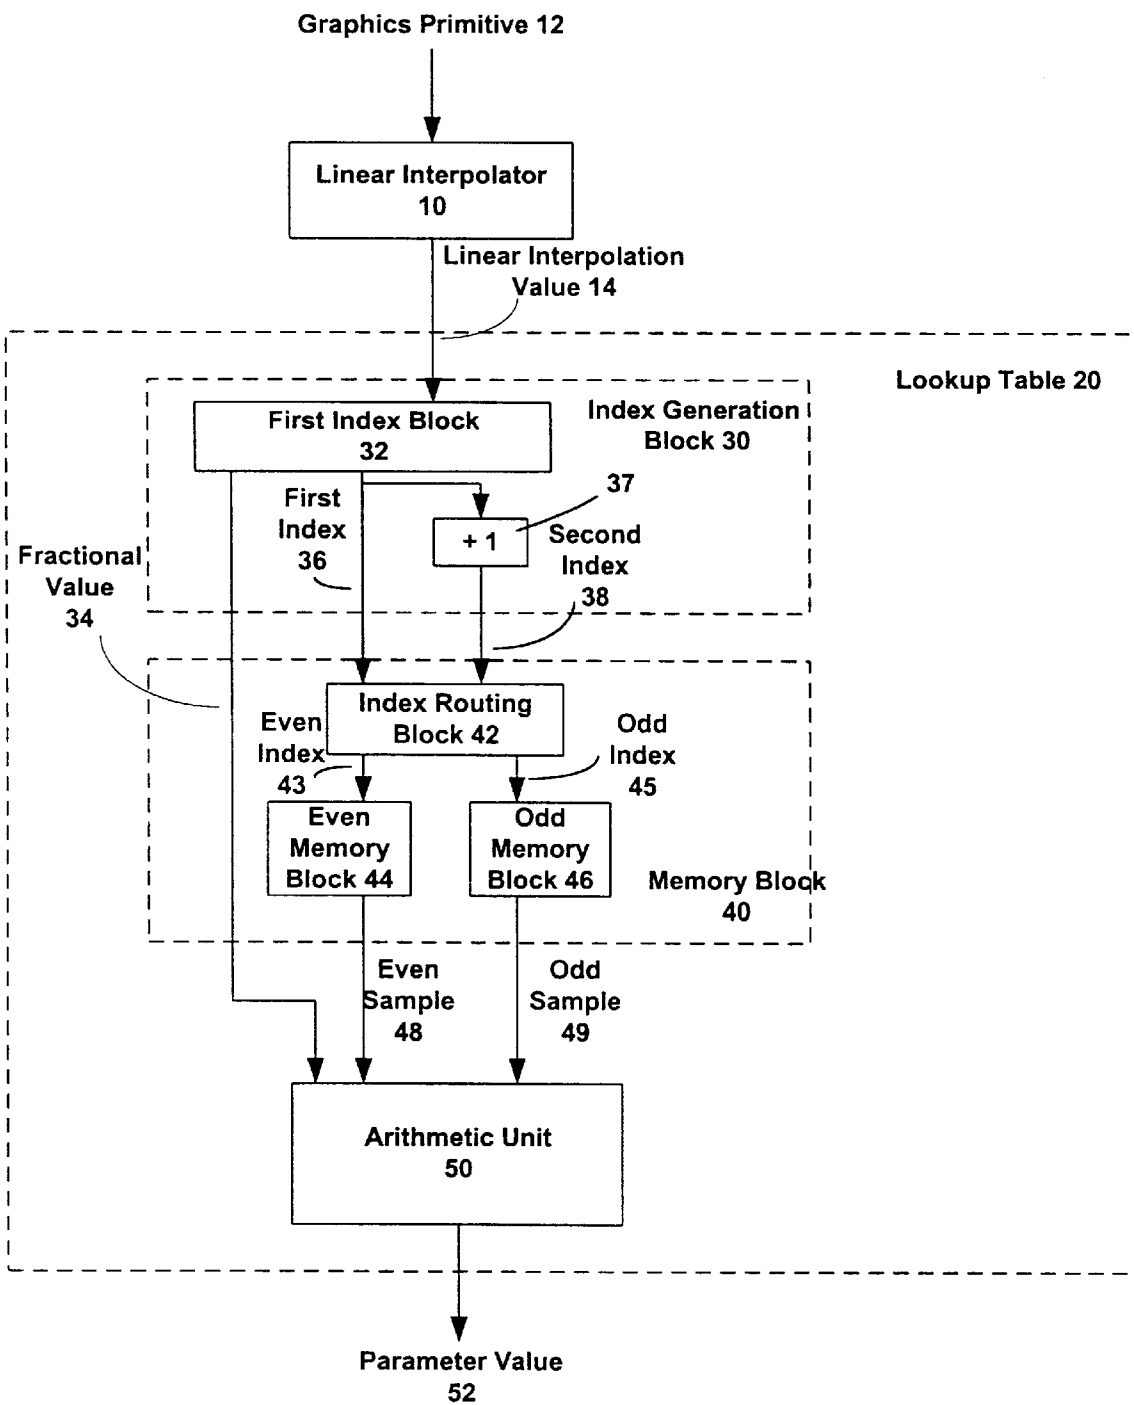 Graphics Primitive 12
Linear Interpolator
10
Linear Interpolation
Value 14
Lookup Table 20
First Index Block
32
Index Generation
Block 30
37
First
Index
36
+ 1
Second
Index
38
Fractional
Value
34
Index Routing
Block 42
Even
Index
43
Odd
Index
45
Even
Memory
Block 44
Odd
Memory
Block 46
Memory Block
40
Even
Sample
48
Odd
Sample
49
Arithmetic Unit
50
Parameter Value
52